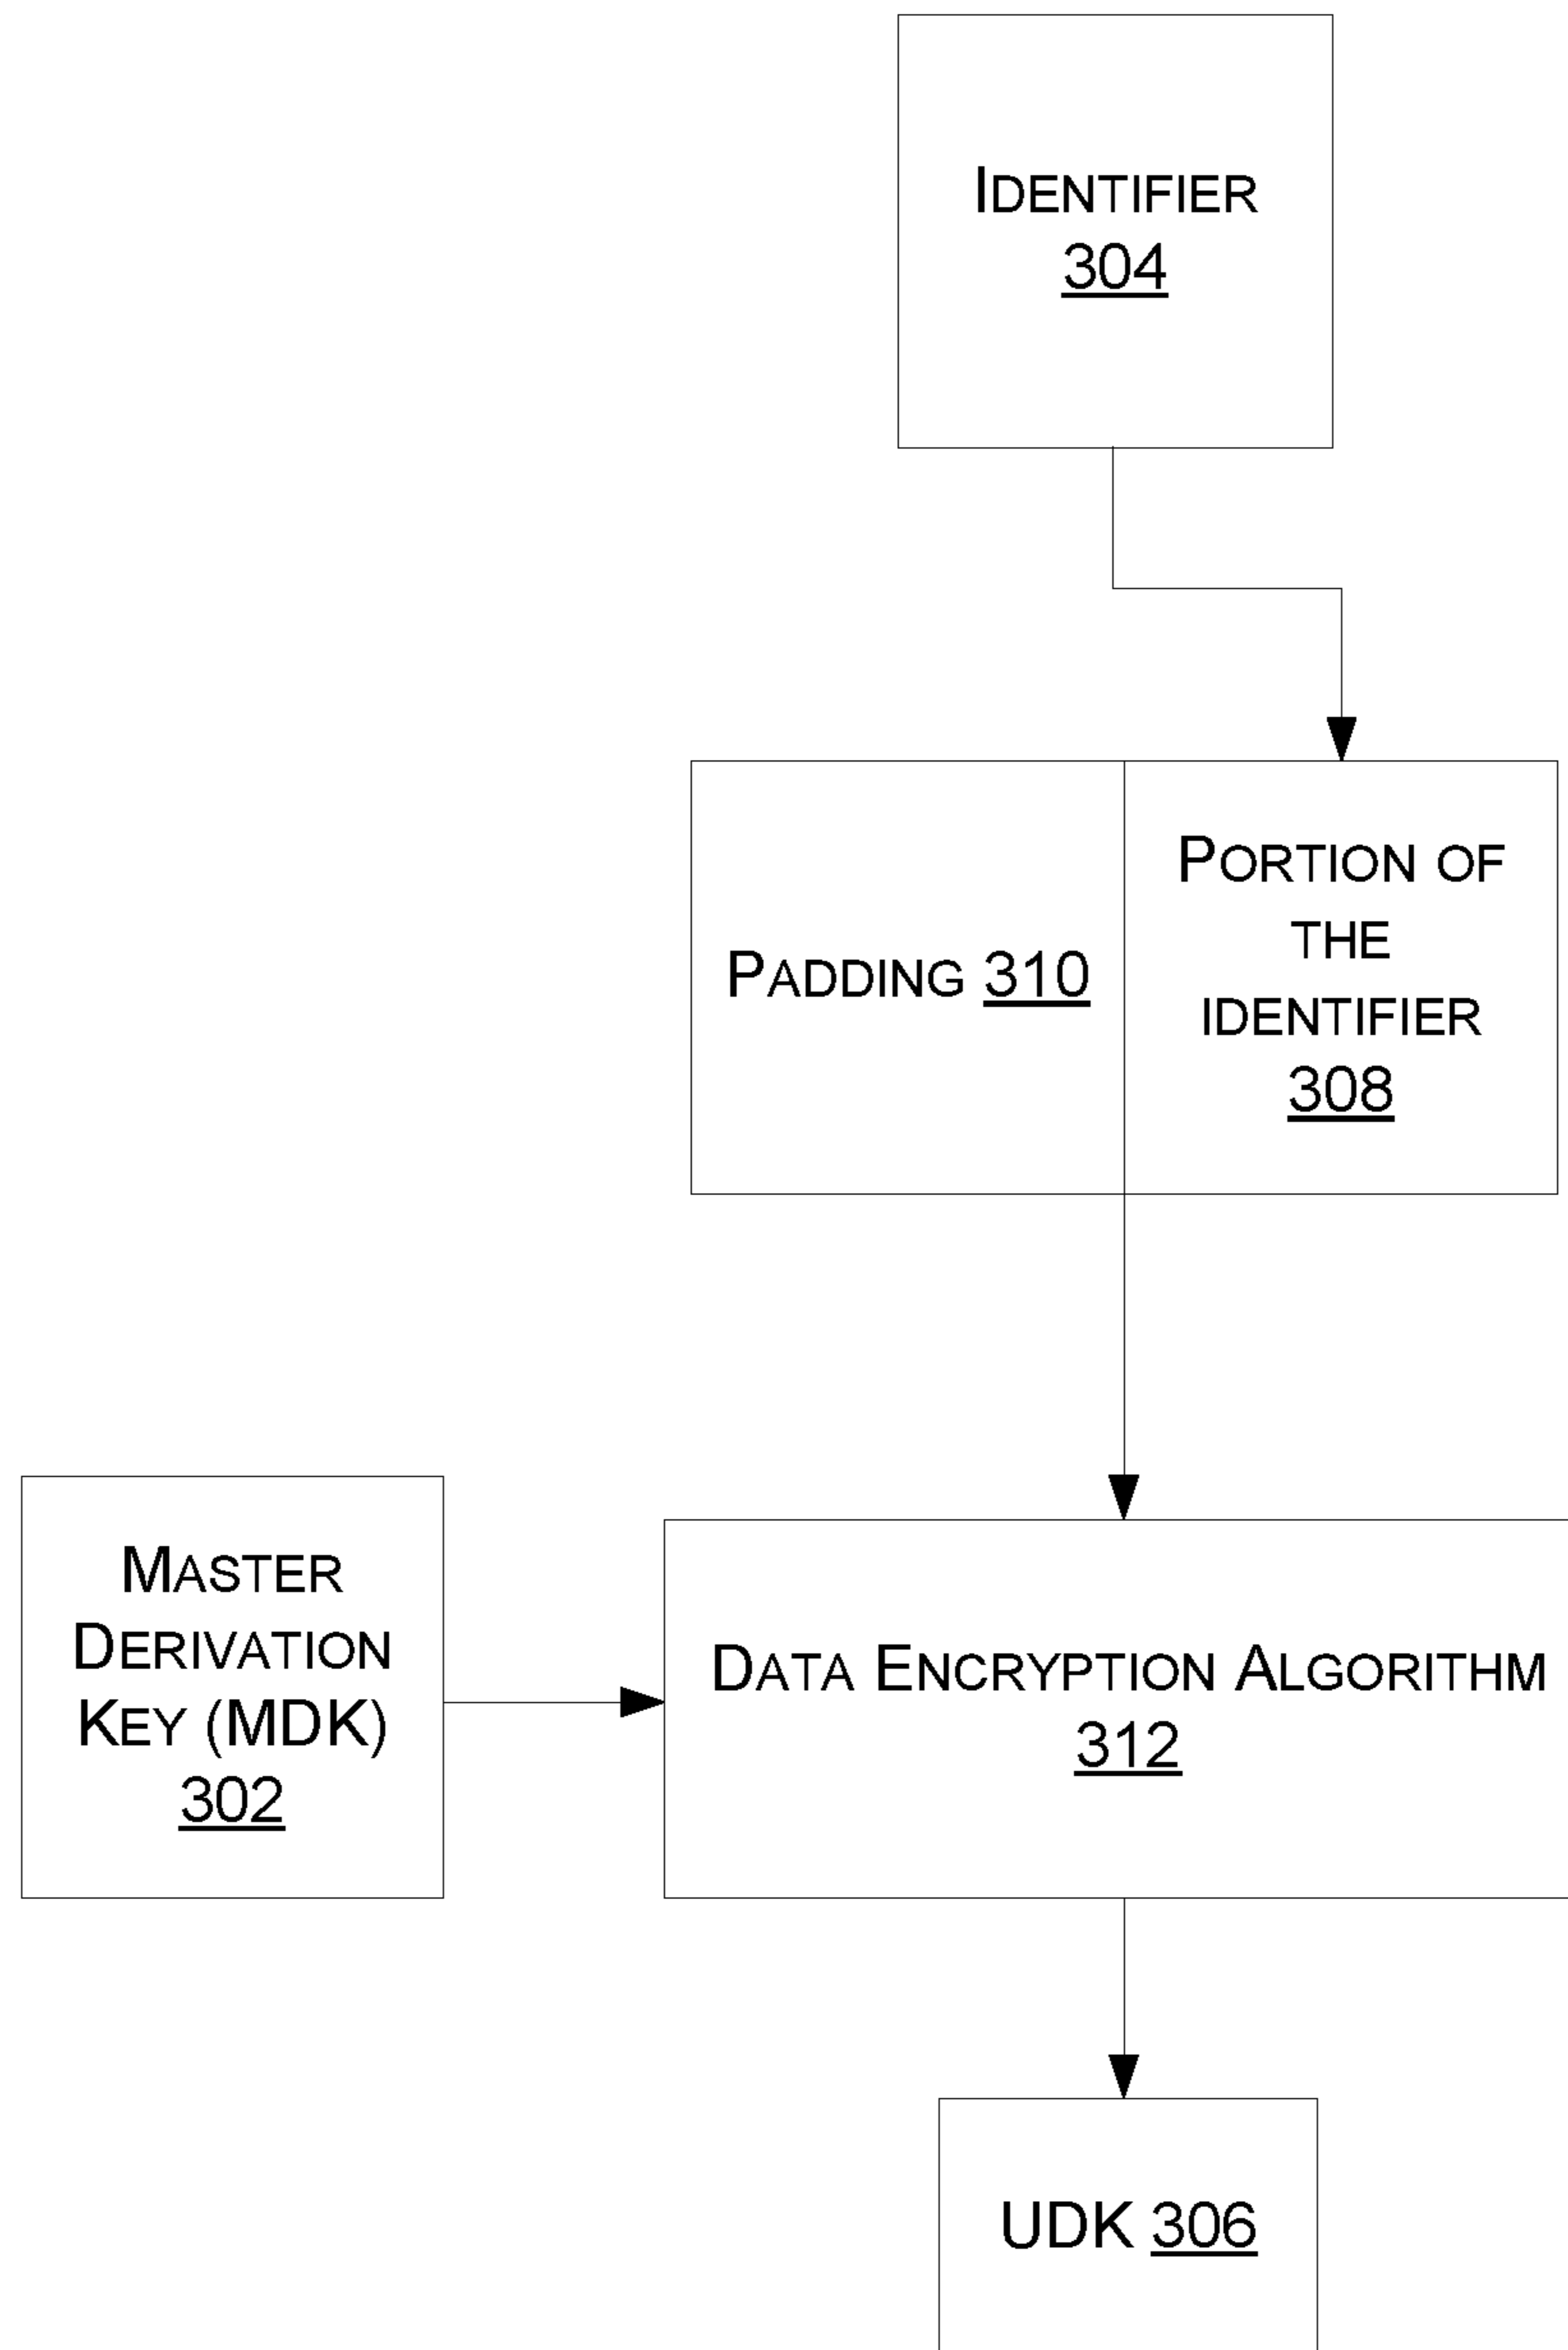 IDENTIFIER
304
PORTION OF
THE
IDENTIFIER
308
PADDING 310
MASTER
DERIVATION
KEY (MDK)
302
DATA ENCRYPTION ALGORITHM
312
UDK 306